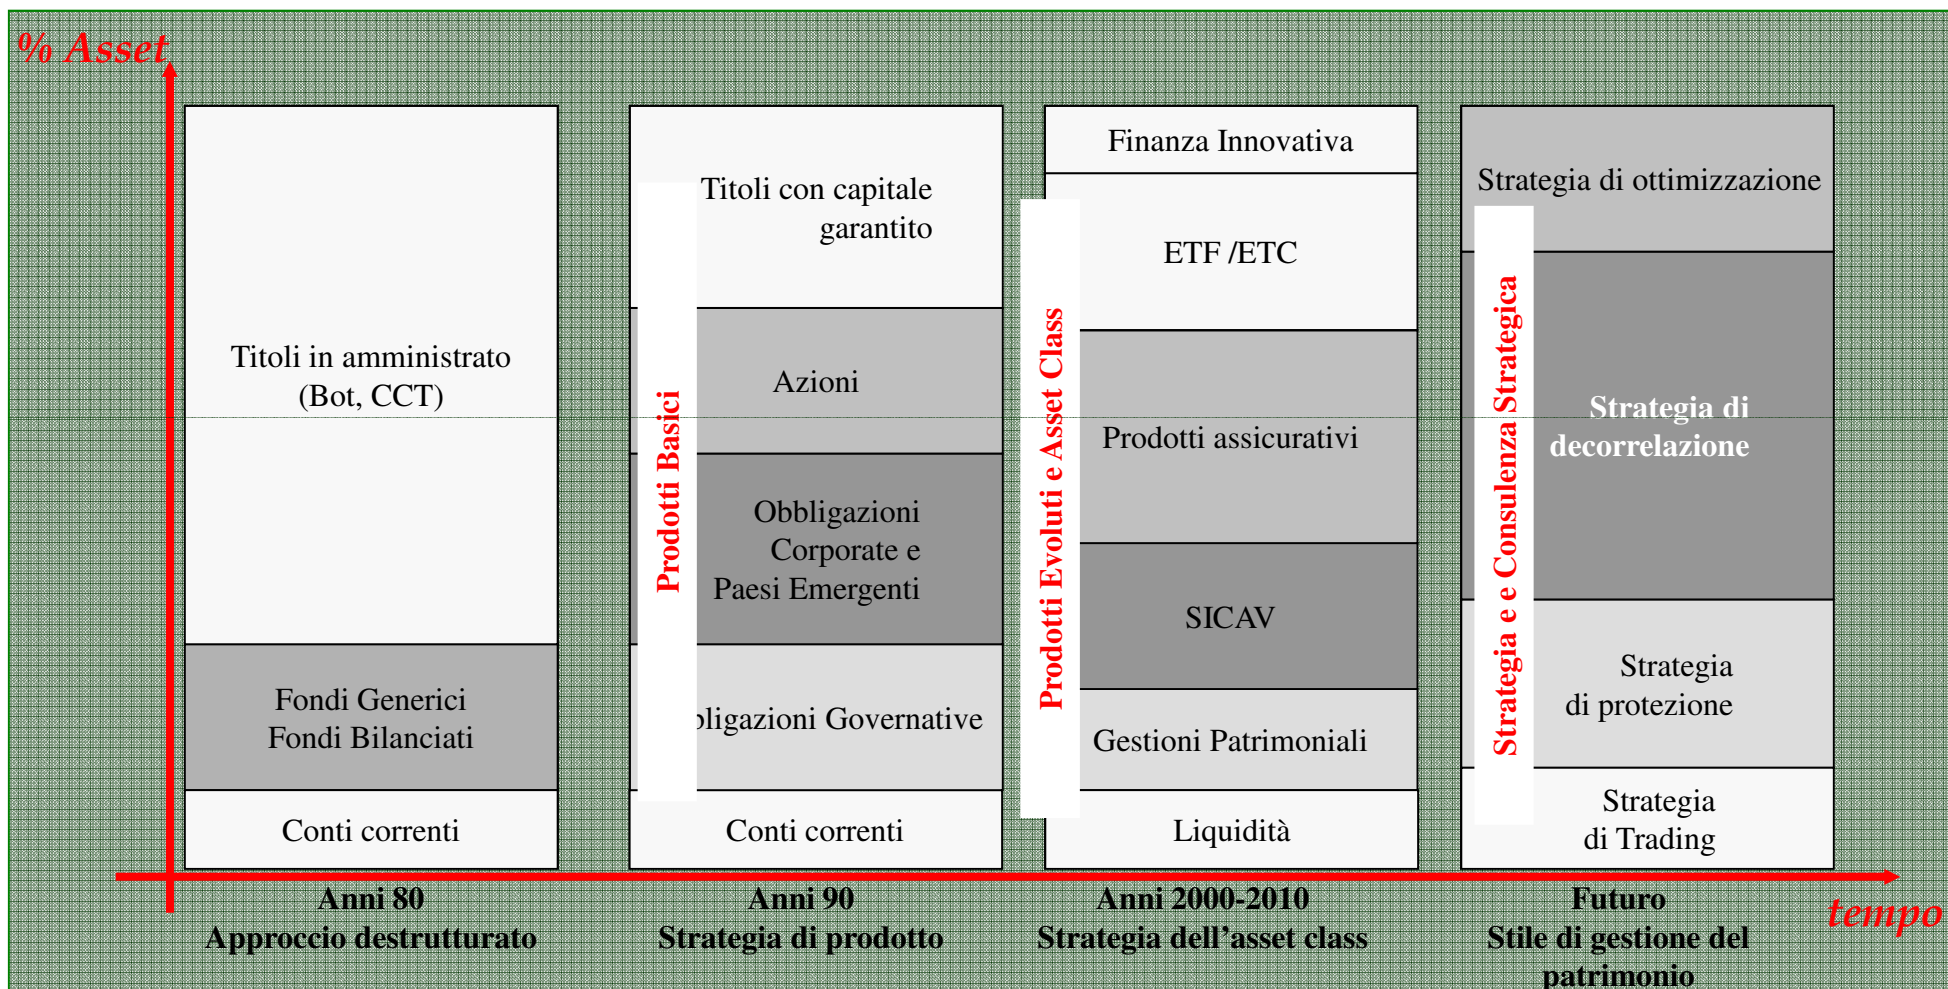 % Asset
Titoli in amministrato
(Bot, CCT)
Fondi Generici
Fondi Bilanciati
Conti correnti
Anni 80
Approccio destrutturato
Prodotti Basici
Titoli con capitale
garantito
Azioni
Obbligazioni
Corporate e
Paesi Emergenti
bligazioni Governative
Conti correnti
Anni 90
Strategia di prodotto
Prodotti Evoluti e Asset Class
Finanza Innovativa
ETF /ETC
Prodotti assicurativi
SICAV
Gestioni Patrimoniali
Liquidità
Anni 2000-2010
Strategia dell'asset class
Strategia e e Consulenza Strategica
Strategia di ottimizzazione
Strategia di
decorrelazione
Strategia
di protezione
Strategia
di Trading
Futuro
Stile di gestione del
patrimonio
tempo